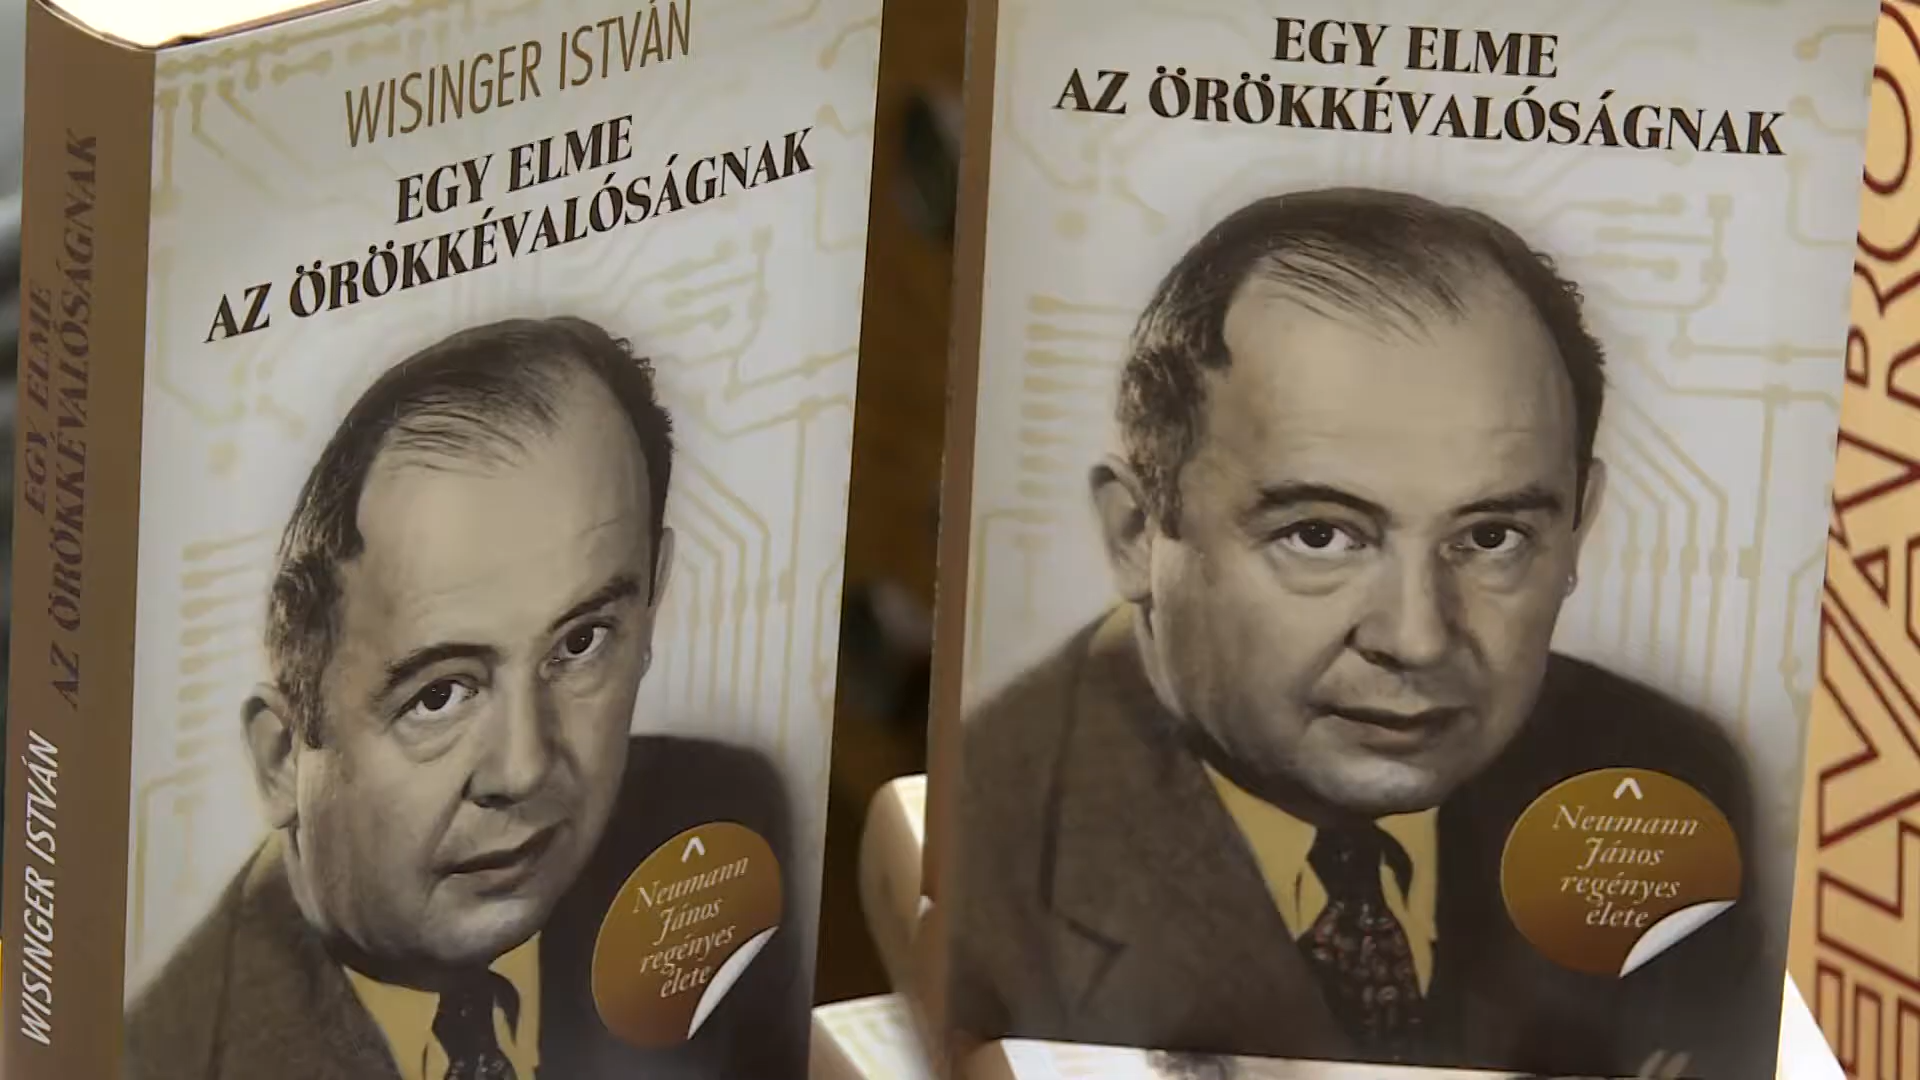 WISINGER ISTVÁN
EGY ELME
AZ ÖRÖKKÉVALÓSÁGNAK
Neumann
János
regényes
élete
EGY ELME
AZ ÖRÖKKÉVALÓSÁGNAK
WISINGER ISTVÁN
EGY ELME
AZ ÖRÖKKÉVALÓSÁGNAK
Neumann
János
regényes
élete